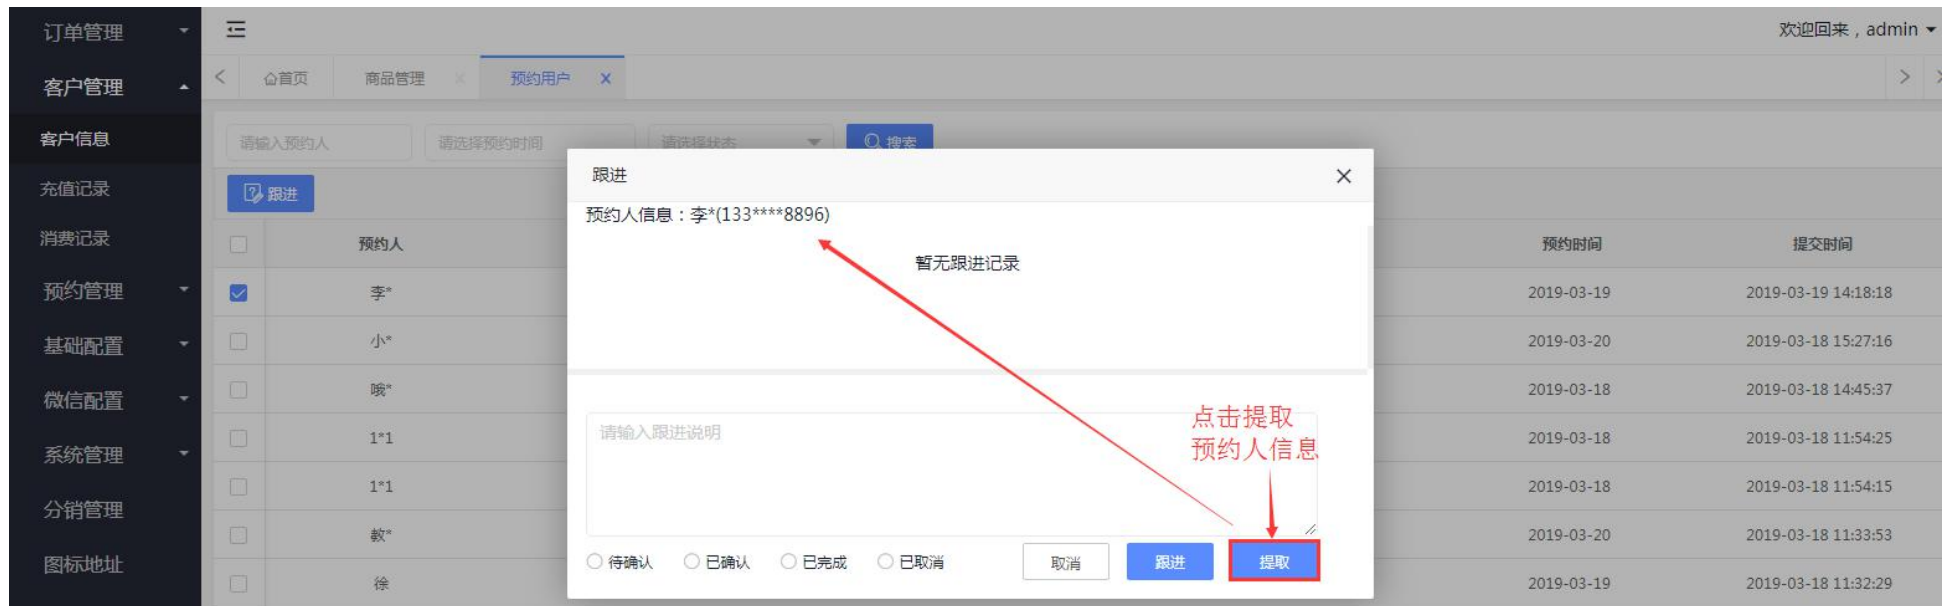 订单管理
欢迎回来，admin
客户管理
首页
商品管理
预约用户
客户信息
请输入预约人
请选择预约时间
请选择状态
搜索
充值记录
跟进
跟进
预约人信息：李*(133****8896)
暂无跟进记录
消费记录
预约人
预约时间
提交时间
预约管理
李*
2019-03-19
2019-03-19 14:18:18
基础配置
小*
2019-03-20
2019-03-18 15:27:16
微信配置
哦*
2019-03-18
2019-03-18 14:45:37
点击提取
预约人信息
请输入跟进说明
系统管理
1*1
2019-03-18
2019-03-18 11:54:25
1*1
2019-03-18
2019-03-18 11:54:15
分销管理
教*
2019-03-20
2019-03-18 11:33:53
图标地址
待确认
已确认
已完成
已取消
取消
跟进
提取
徐
2019-03-19
2019-03-18 11:32:29